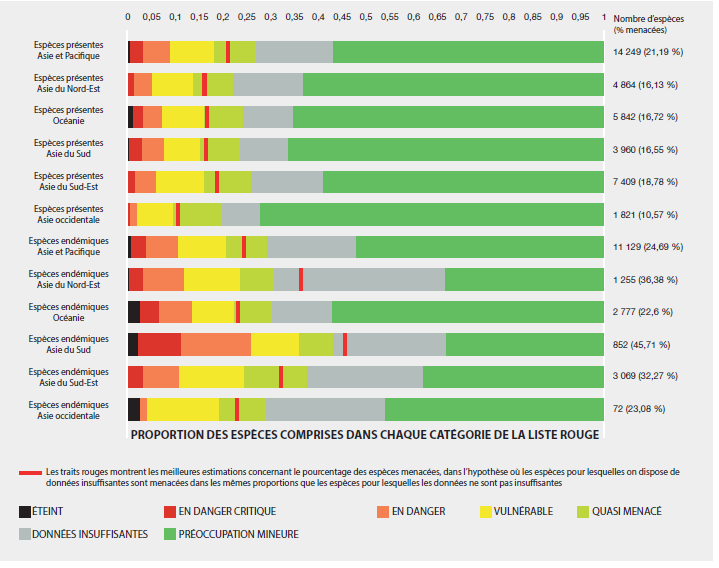 0 0,05 0,1 0,15 0,2 0,25 0,3 0,35 0,4 0,45 0,5 0,55 0,6 0,65 0,7 0,75 0,8 0,85 0,9 0,95 1
Nombre d'espèces
(% menacées)
Espèces présentes
Asie et Pacifique
14 249 (21,19 %)
Espèces présentes
Asie du Nord-Est
4 864 (16,13 %)
Espèces présentes
Océanie
5 842 (16,72 %)
Espèces présentes
Asie du Sud
3 960 (16,55 %)
Espèces présentes
Asie du Sud-Est
7 409 (18,78 %)
Espèces présentes
Asie occidentale
1 821 (10,57 %)
Espèces endémiques
Asie et Pacifique
11 129 (24,69 %)
Espèces endémiques
Asie du Nord-Est
1 255 (36,38 %)
Espèces endémiques
Océanie
2 777 (22,6 %)
Espèces endémiques
Asie du Sud
852 (45,71 %)
Espèces endémiques
Asie du Sud-Est
3 069 (32,27 %)
Espèces endémiques
Asie occidentale
72 (23,08 %)
PROPORTION DES ESPÈCES COMPRISES DANS CHAQUE CATÉGORIE DE LA LISTE ROUGE
Les traits rouges montrent les meilleures estimations concernant le pourcentage des espèces menacées, dans l'hypothèse où les espèces pour lesquelles on dispose de
données insuffisantes sont menacées dans les mêmes proportions que les espèces pour lesquelles les données ne sont pas insuffisantes
ÉTEINT
EN DANGER CRITIQUE
EN DANGER
VULNÉRABLE
QUASI MENACÉ
DONNÉES INSUFFISANTES
PRÉOCCUPATION MINEURE